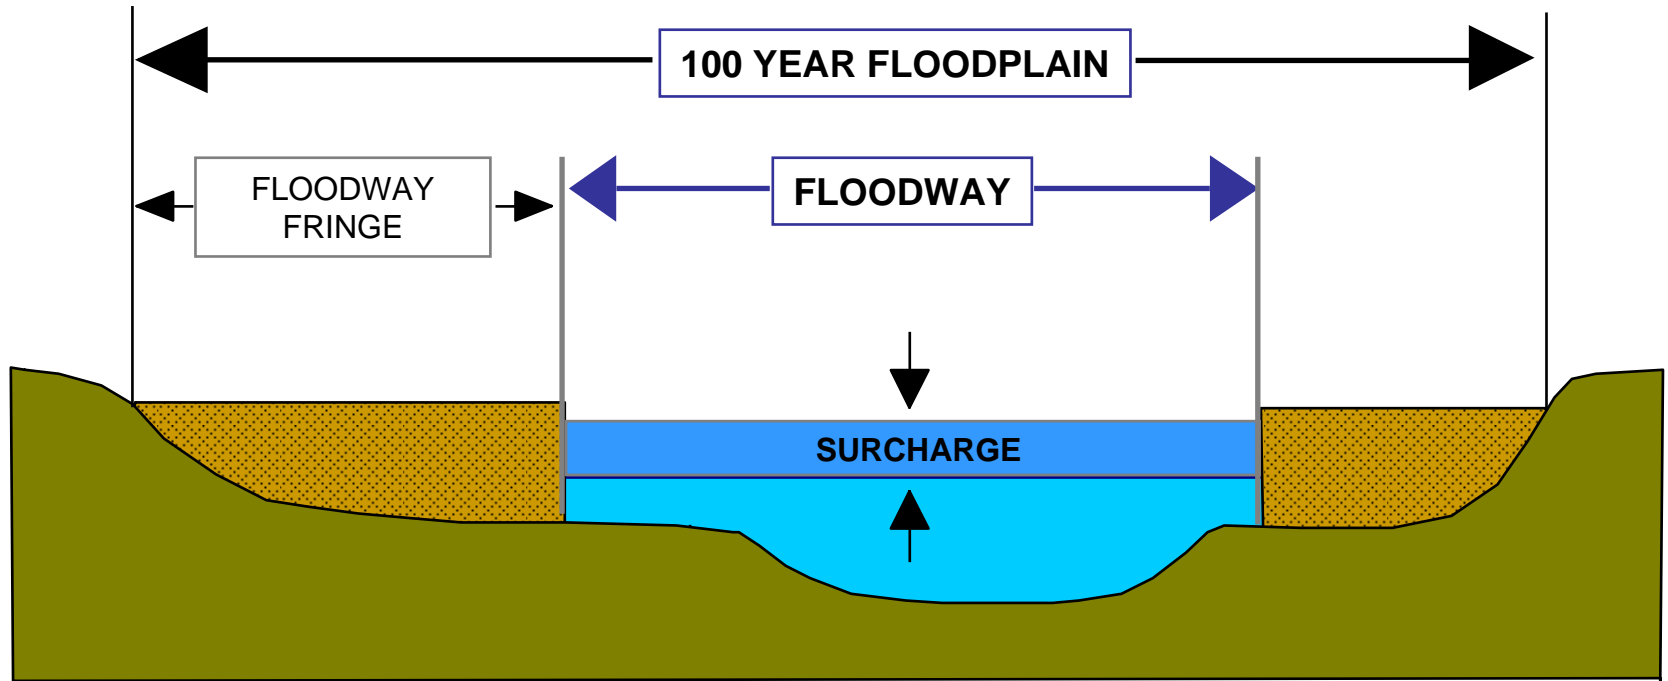 100 YEAR FLOODPLAIN
FLOODWAY
FRINGE
FLOODWAY
SURCHARGE